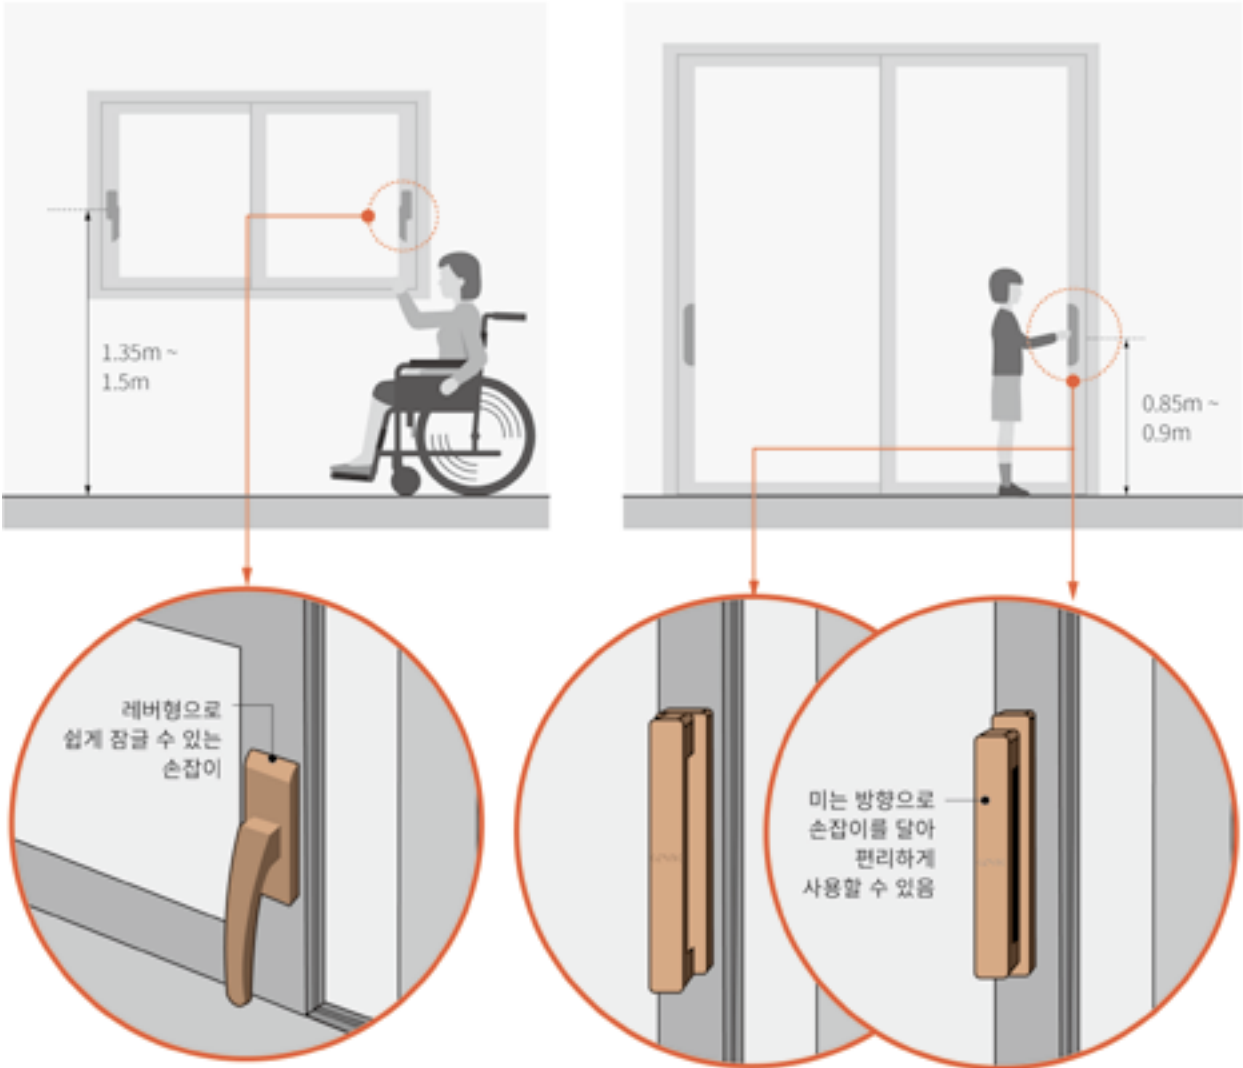 1.35m ~
1.5m
0.85m ~
0.9m
레버형으로
쉽게 잠글 수 있는
손잡이
미는 방향으로
손잡이를 달아
편리하게
사용할 수 있음